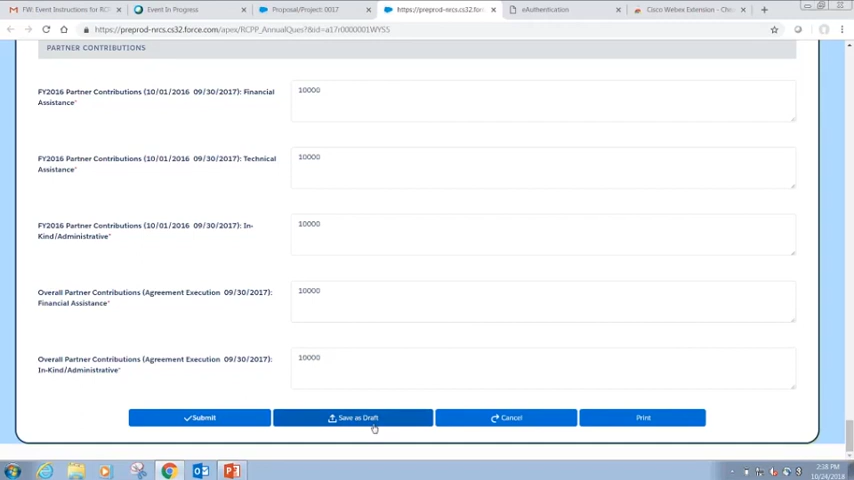 FW: Event Instructions for RCP
Event In Progress
Proposal/Project: 0017
https://preprod-nrcs.cs32.force.com
eAuthentication
Cisco Webex Extension - Chr
https://preprod-nrcs.cs32.force.com/apex/RCPP_AnnualQues?&id=a17r0000001WYS5
PARTNER CONTRIBUTIONS
FY2016 Partner Contributions (10/01/2016 09/30/2017): Financial
Assistance*
10000
FY2016 Partner Contributions (10/01/2016 09/30/2017): Technical
Assistance*
10000
FY2016 Partner Contributions (10/01/2016 09/30/2017): In-
Kind/Administrative*
10000
Overall Partner Contributions (Agreement Execution 09/30/2017):
Financial Assistance*
10000
Overall Partner Contributions (Agreement Execution 09/30/2017):
In-Kind/Administrative*
10000
Submit
Save as Draft
Cancel
Print
2:38 PM
10/24/2018